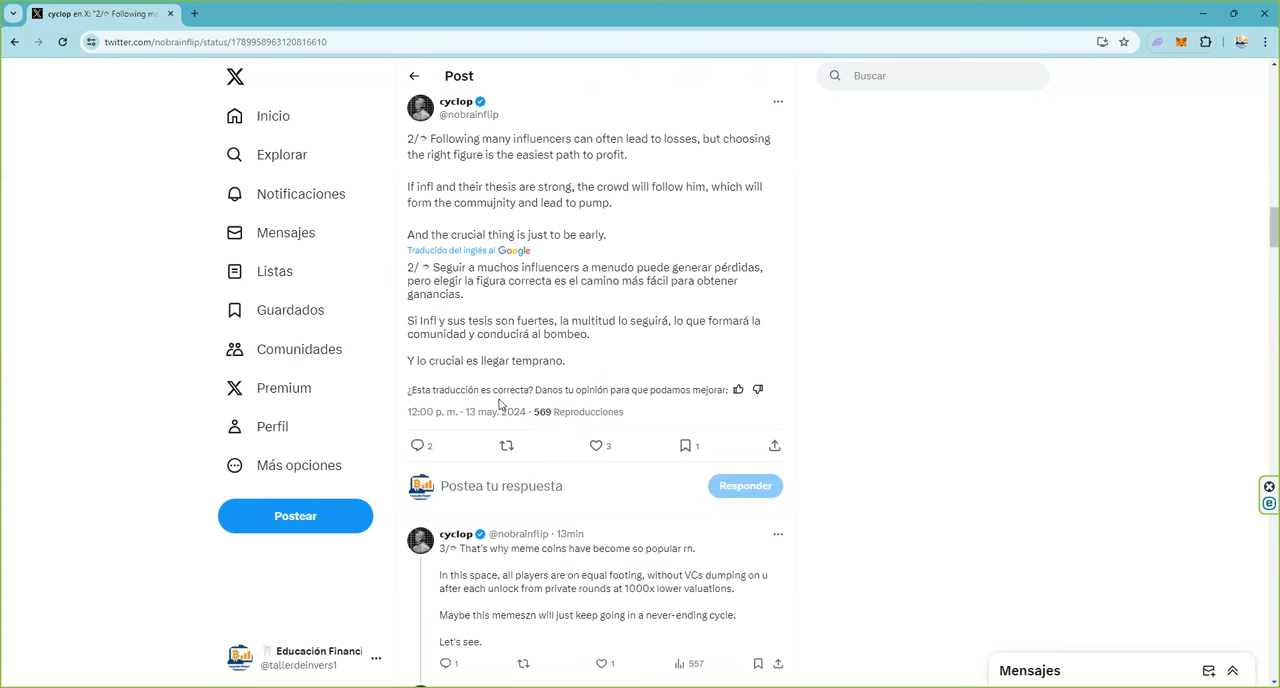 cyclop en X: "2/ Following ma
twitter.com/nobrainflip/status/1789958963120816610
Post
Buscar
Inicio
Explorar
Notificaciones
Mensajes
Listas
Guardados
Comunidades
Premium
Perfil
Más opciones
Postear
Educación Financi
@tallerdeinvers1
cyclop
@nobrainflip
2/ Following many influencers can often lead to losses, but choosing
the right figure is the easiest path to profit.
If infl and their thesis are strong, the crowd will follow him, which will
form the commujnity and lead to pump.
And the crucial thing is just to be early.
Traducido del inglés al Google
2/ Seguir a muchos influencers a menudo puede generar pérdidas,
pero elegir la figura correcta es el camino más fácil para obtener
ganancias.
Si Infl y sus tesis son fuertes, la multitud lo seguirá, lo que formará la
comunidad y conducirá al bombeo.
Y lo crucial es llegar temprano.
¿Esta traducción es correcta? Danos tu opinión para que podamos mejorar:
12:00 p. m. · 13 may. 2024 · 569 Reproducciones
2 3 1
Postea tu respuesta
Responder
cyclop @nobrainflip · 13min
3/ That's why meme coins have become so popular rn.
In this space, all players are on equal footing, without VCs dumping on u
after each unlock from private rounds at 1000x lower valuations.
Maybe this memeszn will just keep going in a never-ending cycle.
Let's see.
1 1 557
Mensajes